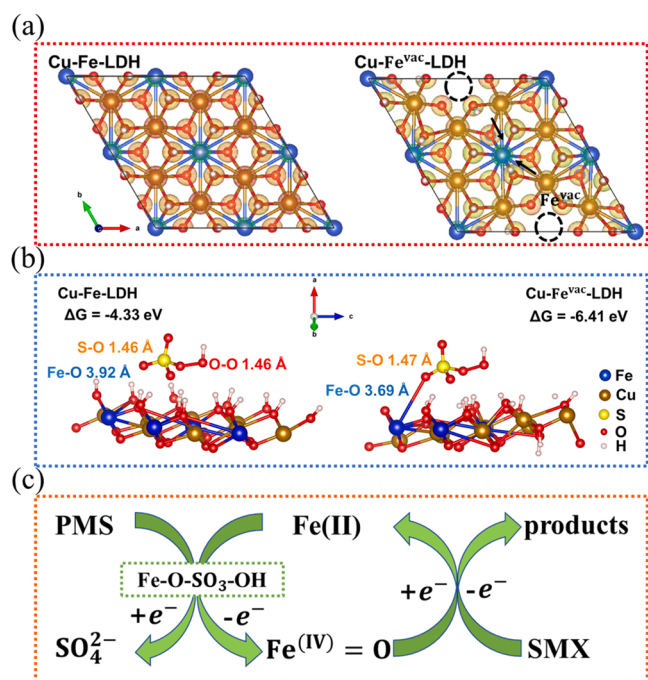 (a)
Cu-Fe-LDH
Cu-Fe^vac-LDH
Fe^vac
b
a
(b)
Cu-Fe-LDH
ΔG = -4.33 eV
a
c
b
Cu-Fe^vac-LDH
ΔG = -6.41 eV
S-O 1.46 Å
O-O 1.46 Å
Fe-O 3.92 Å
S-O 1.47 Å
Fe-O 3.69 Å
Fe
Cu
S
O
H
(c)
PMS
Fe(II)
products
Fe-O-SO₃-OH
+e⁻
-e⁻
+e⁻
-e⁻
SO₄²⁻
Fe^(IV) = O
SMX